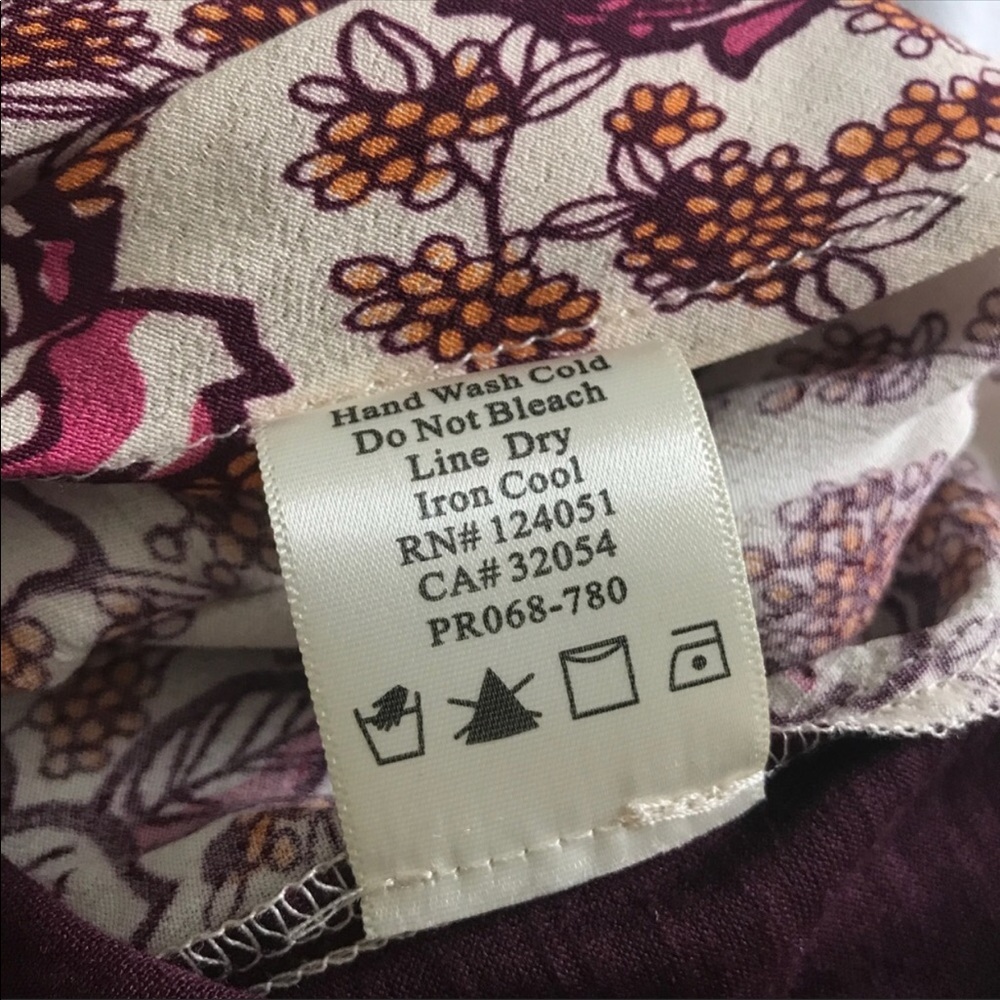 Hand Wash Cold
Do Not Bleach
Line Dry
Iron Cool
RN# 124051
CA# 32054
PR068-780